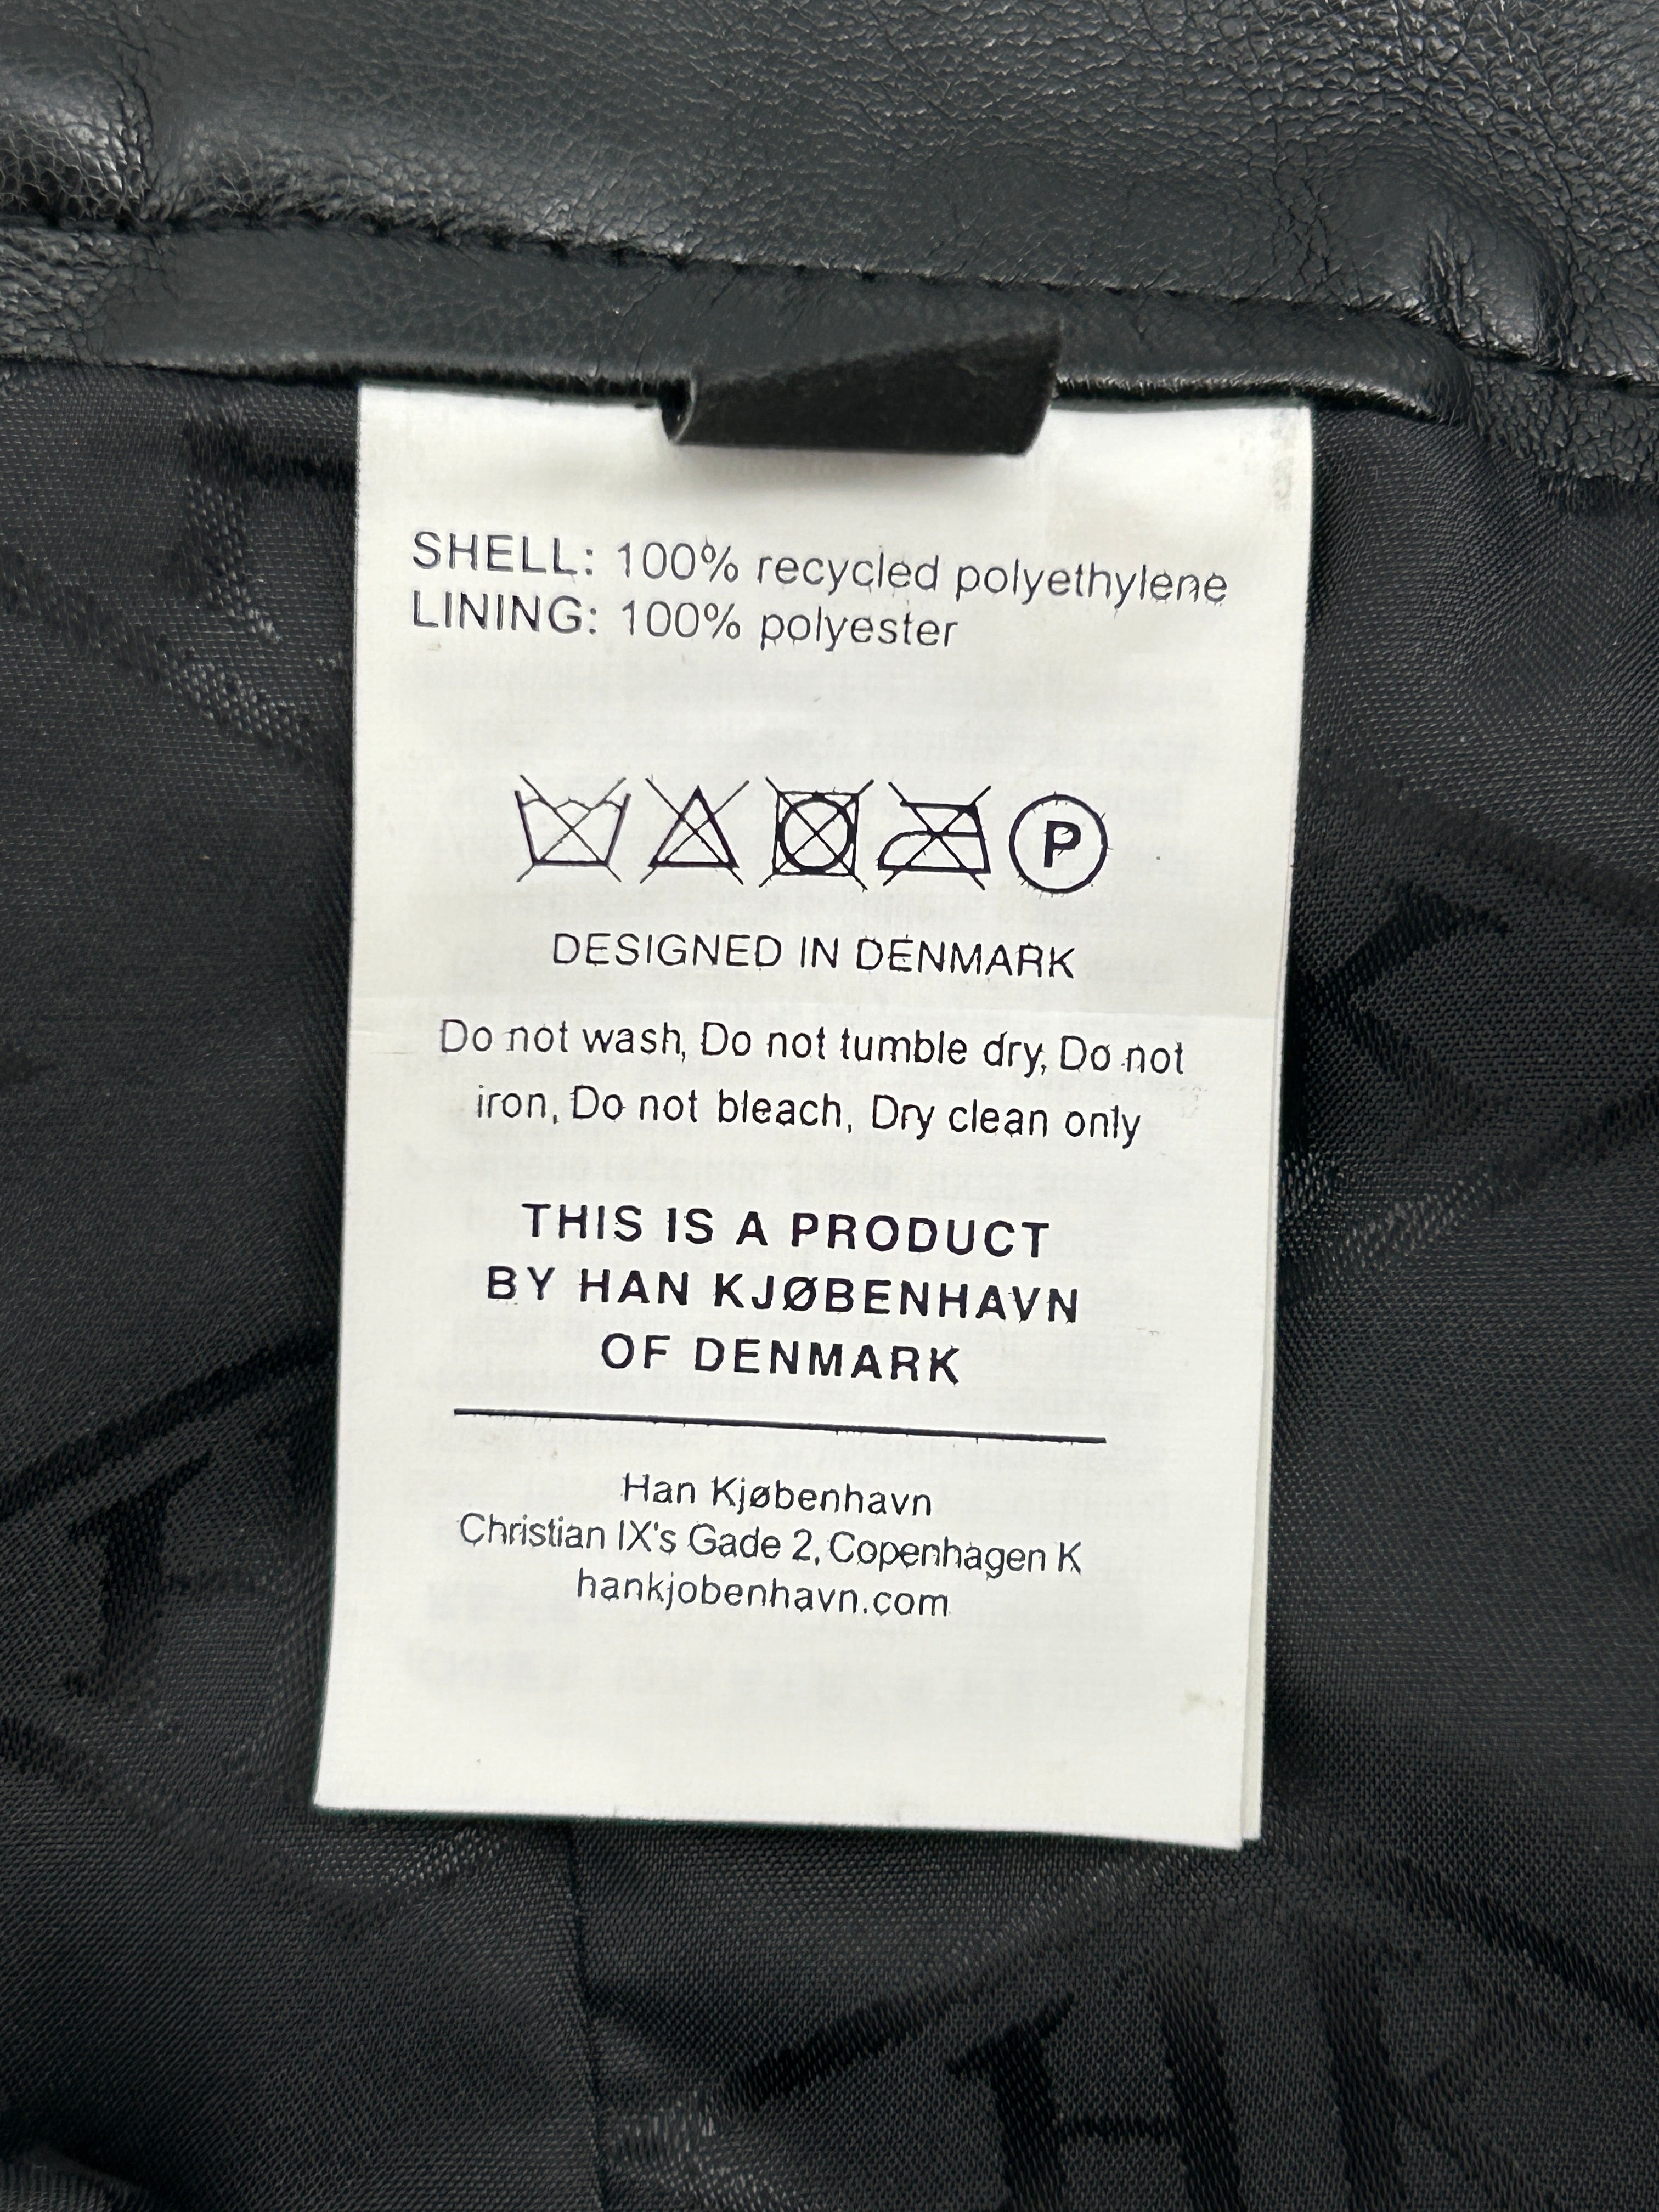 SHELL: 100% recycled polyethylene
LINING: 100% polyester
P
DESIGNED IN DENMARK
Do not wash, Do not tumble dry, Do not
iron, Do not bleach, Dry clean only
THIS IS A PRODUCT
BY HAN KJØBENHAVN
OF DENMARK
Han Kjøbenhavn
Christian IX's Gade 2, Copenhagen K
hankjobenhavn.com
HK